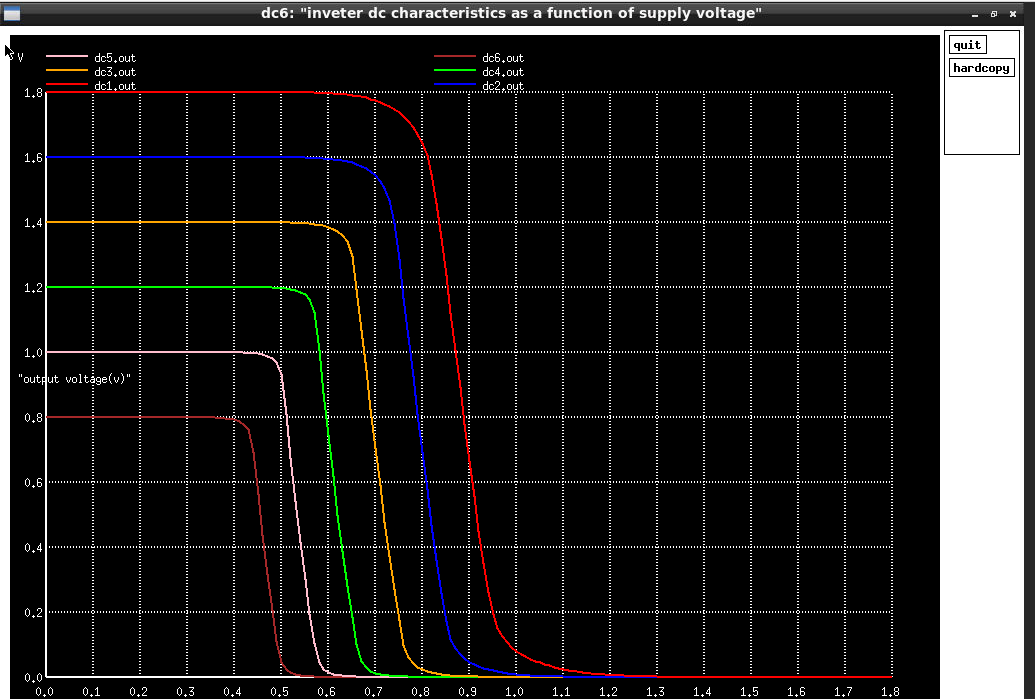 dc6: "inveter dc characteristics as a function of supply voltage"
quit
hardcopy
V
dc5.out
dc6.out
dc3.out
dc4.out
dc1.out
dc2.out
1.8
1.6
1.4
1.2
1.0
"output voltage(v)"
0.8
0.6
0.4
0.2
0.0
0.0 0.1 0.2 0.3 0.4 0.5 0.6 0.7 0.8 0.9 1.0 1.1 1.2 1.3 1.4 1.5 1.6 1.7 1.8